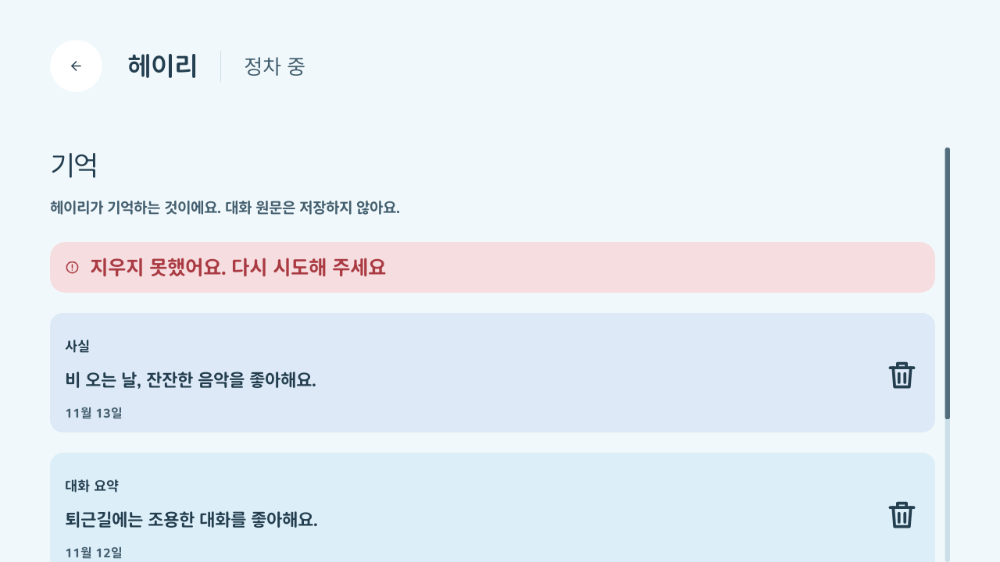 헤이리
정차 중
기억
헤이리가 기억하는 것이에요. 대화 원문은 저장하지 않아요.
지우지 못했어요. 다시 시도해 주세요
사실
비 오는 날, 잔잔한 음악을 좋아해요.
11월 13일
대화 요약
퇴근길에는 조용한 대화를 좋아해요.
11월 12일